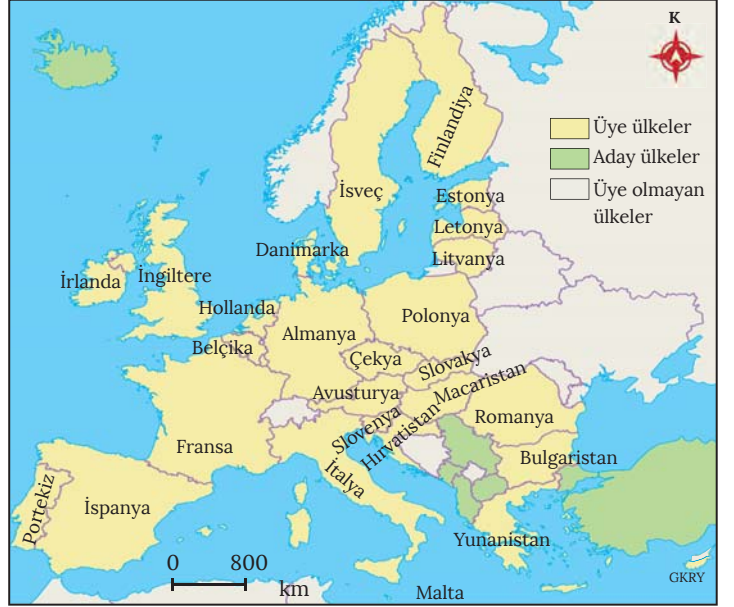 K
Üye ülkeler
Aday ülkeler
Üye olmayan
ülkeler
Finlandiya
İsveç
Estonya
Letonya
Litvanya
Danimarka
İrlanda
İngiltere
Hollanda
Polonya
Almanya
Belçika
Çekya
Slovakya
Avusturya
Macaristan
Slovenya
Hırvatistan
Romanya
Fransa
İtalya
Bulgaristan
Portekiz
İspanya
Yunanistan
0 800
km
Malta
GKRY